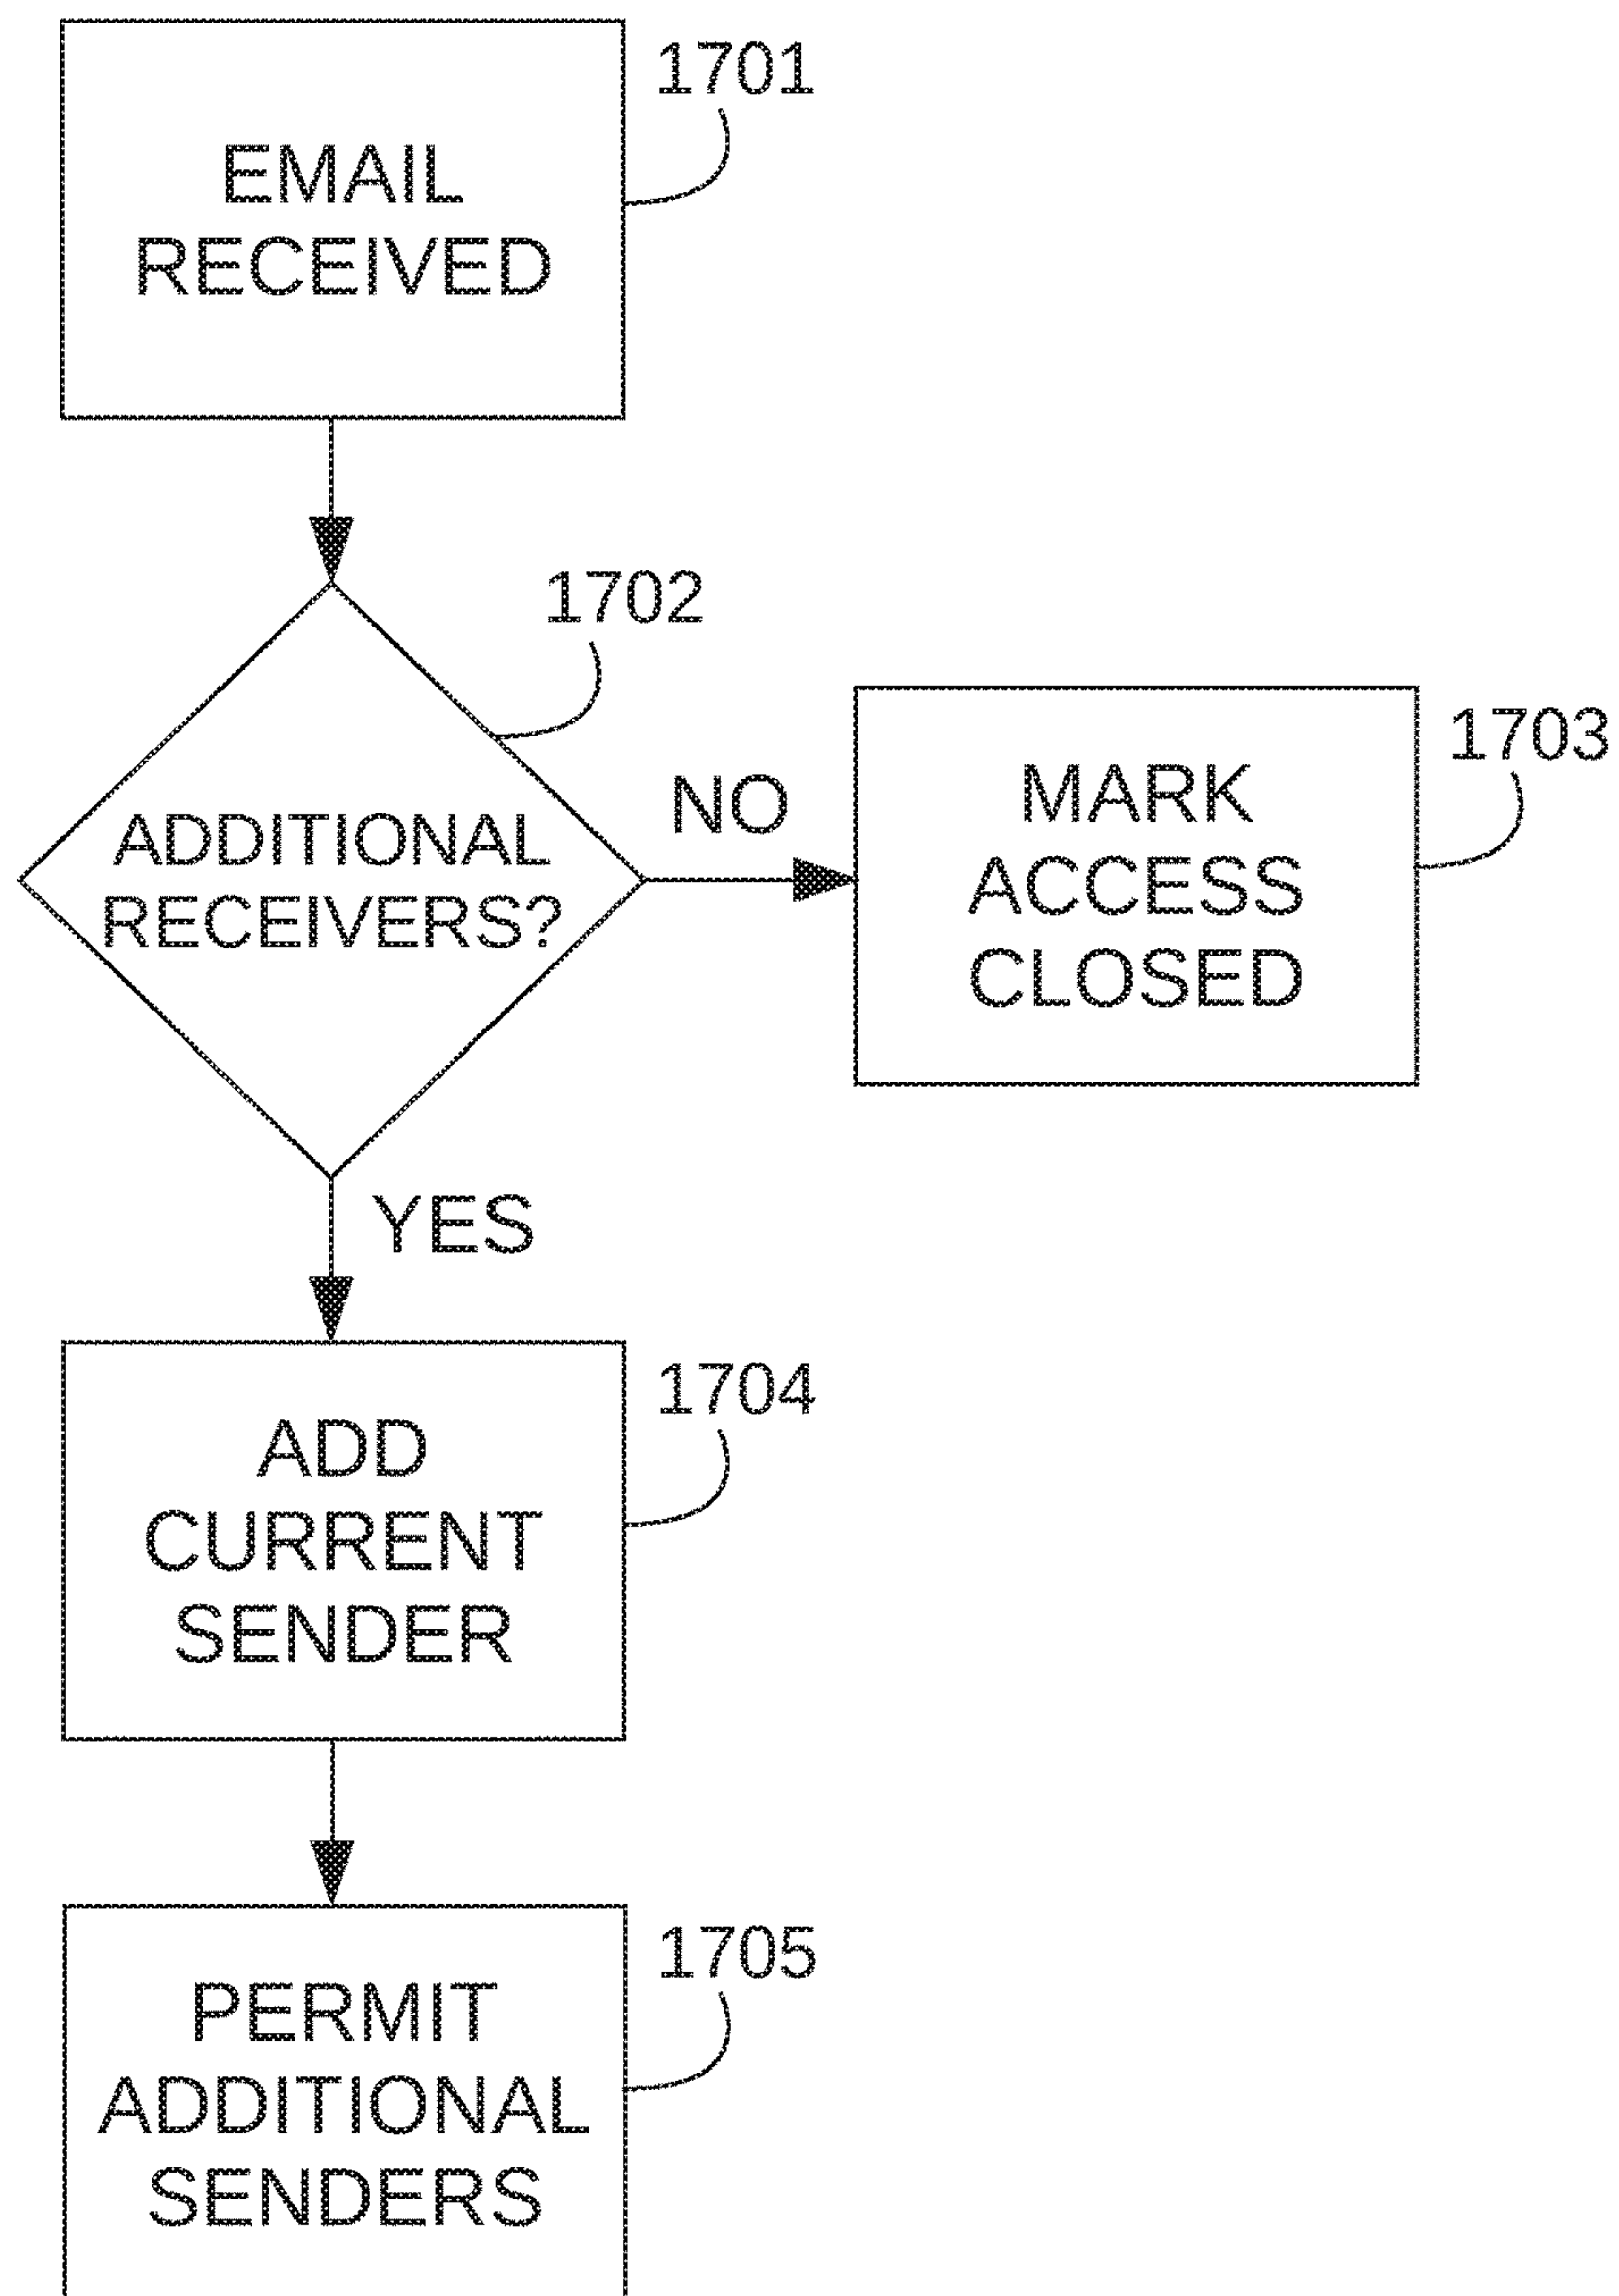 EMAIL
RECEIVED
1701
1702
ADDITIONAL
RECEIVERS?
NO
MARK
ACCESS
CLOSED
1703
YES
ADD
CURRENT
SENDER
1704
PERMIT
ADDITIONAL
SENDERS
1705